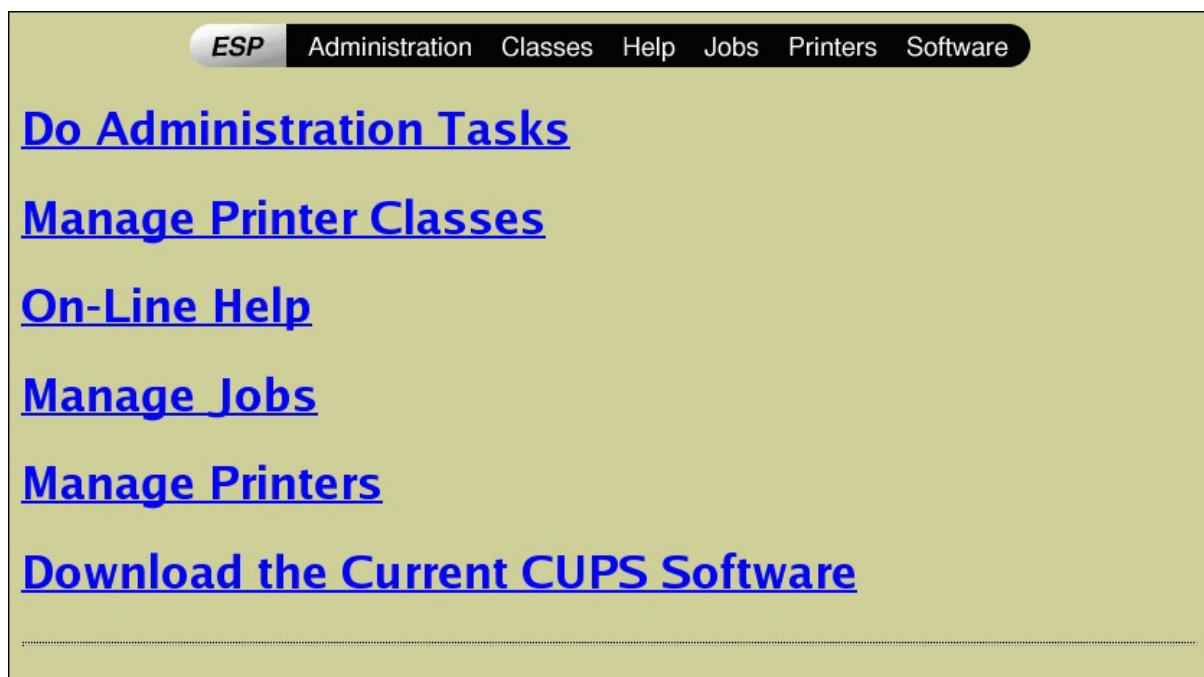 ESP Administration Classes Help Jobs Printers Software
Do Administration Tasks
Manage Printer Classes
On-Line Help
Manage Jobs
Manage Printers
Download the Current CUPS Software